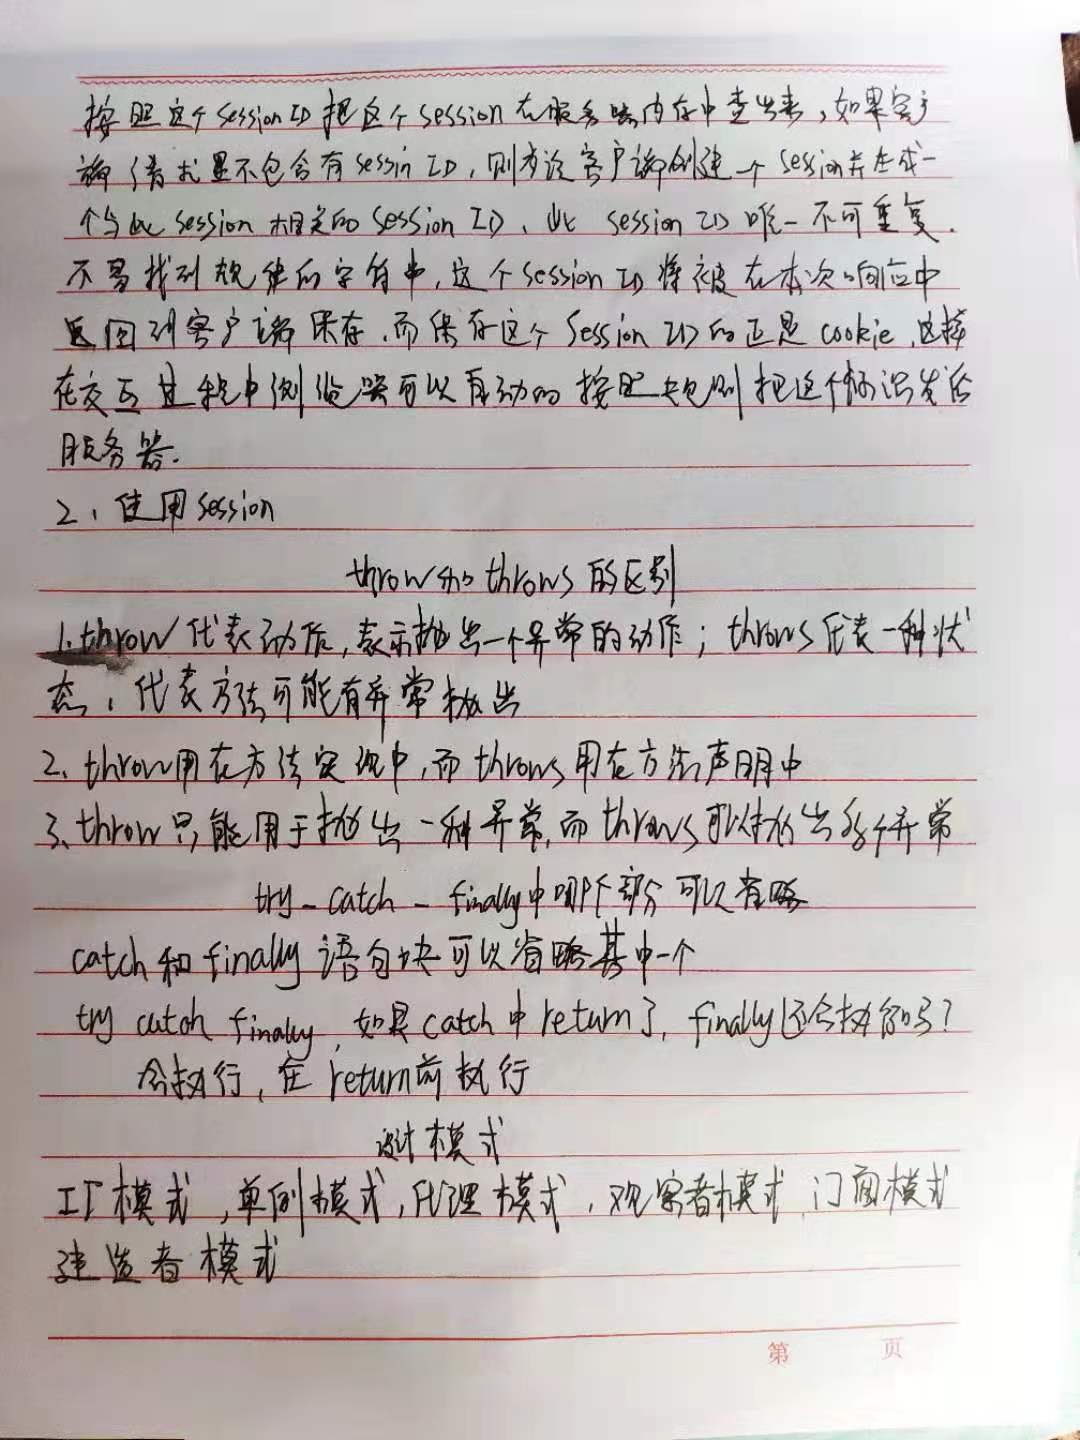 按照这个session ID把这个session在服务器内存中查出来,如果客户
端请求里不包含有sessin ID,则为该客户端创建一个session并生成一
个与此session相关的session ID、此session ID唯一不可重复.
不易找到规律的字符串,这个session ID将被在本次响应中
返回到客户端保存.而保存这个Session ID的正是cookie,这样
在交互过程中浏览器可以自动的按照规则把这个标识发给
服务器.
2、使用session
throw和throws的区别
1.throw代表动作,表示抛出一个异常的动作;throws代表一种状
态,代表方法可能有异常抛出
2、throw用在方法实现中,而throws用在方法声明中
3、throw只能用于抛出一种异常,而throws可以抛出多个异常
try-catch-finally中哪个部分可以省略
catch和finally语句块可以省略其中一个
try catch finally,如果catch中return了,finally还会执行吗?
会执行,在return前执行
设计模式
工厂模式,单例模式,代理模式,观察者模式,门面模式
建造者模式
第 页